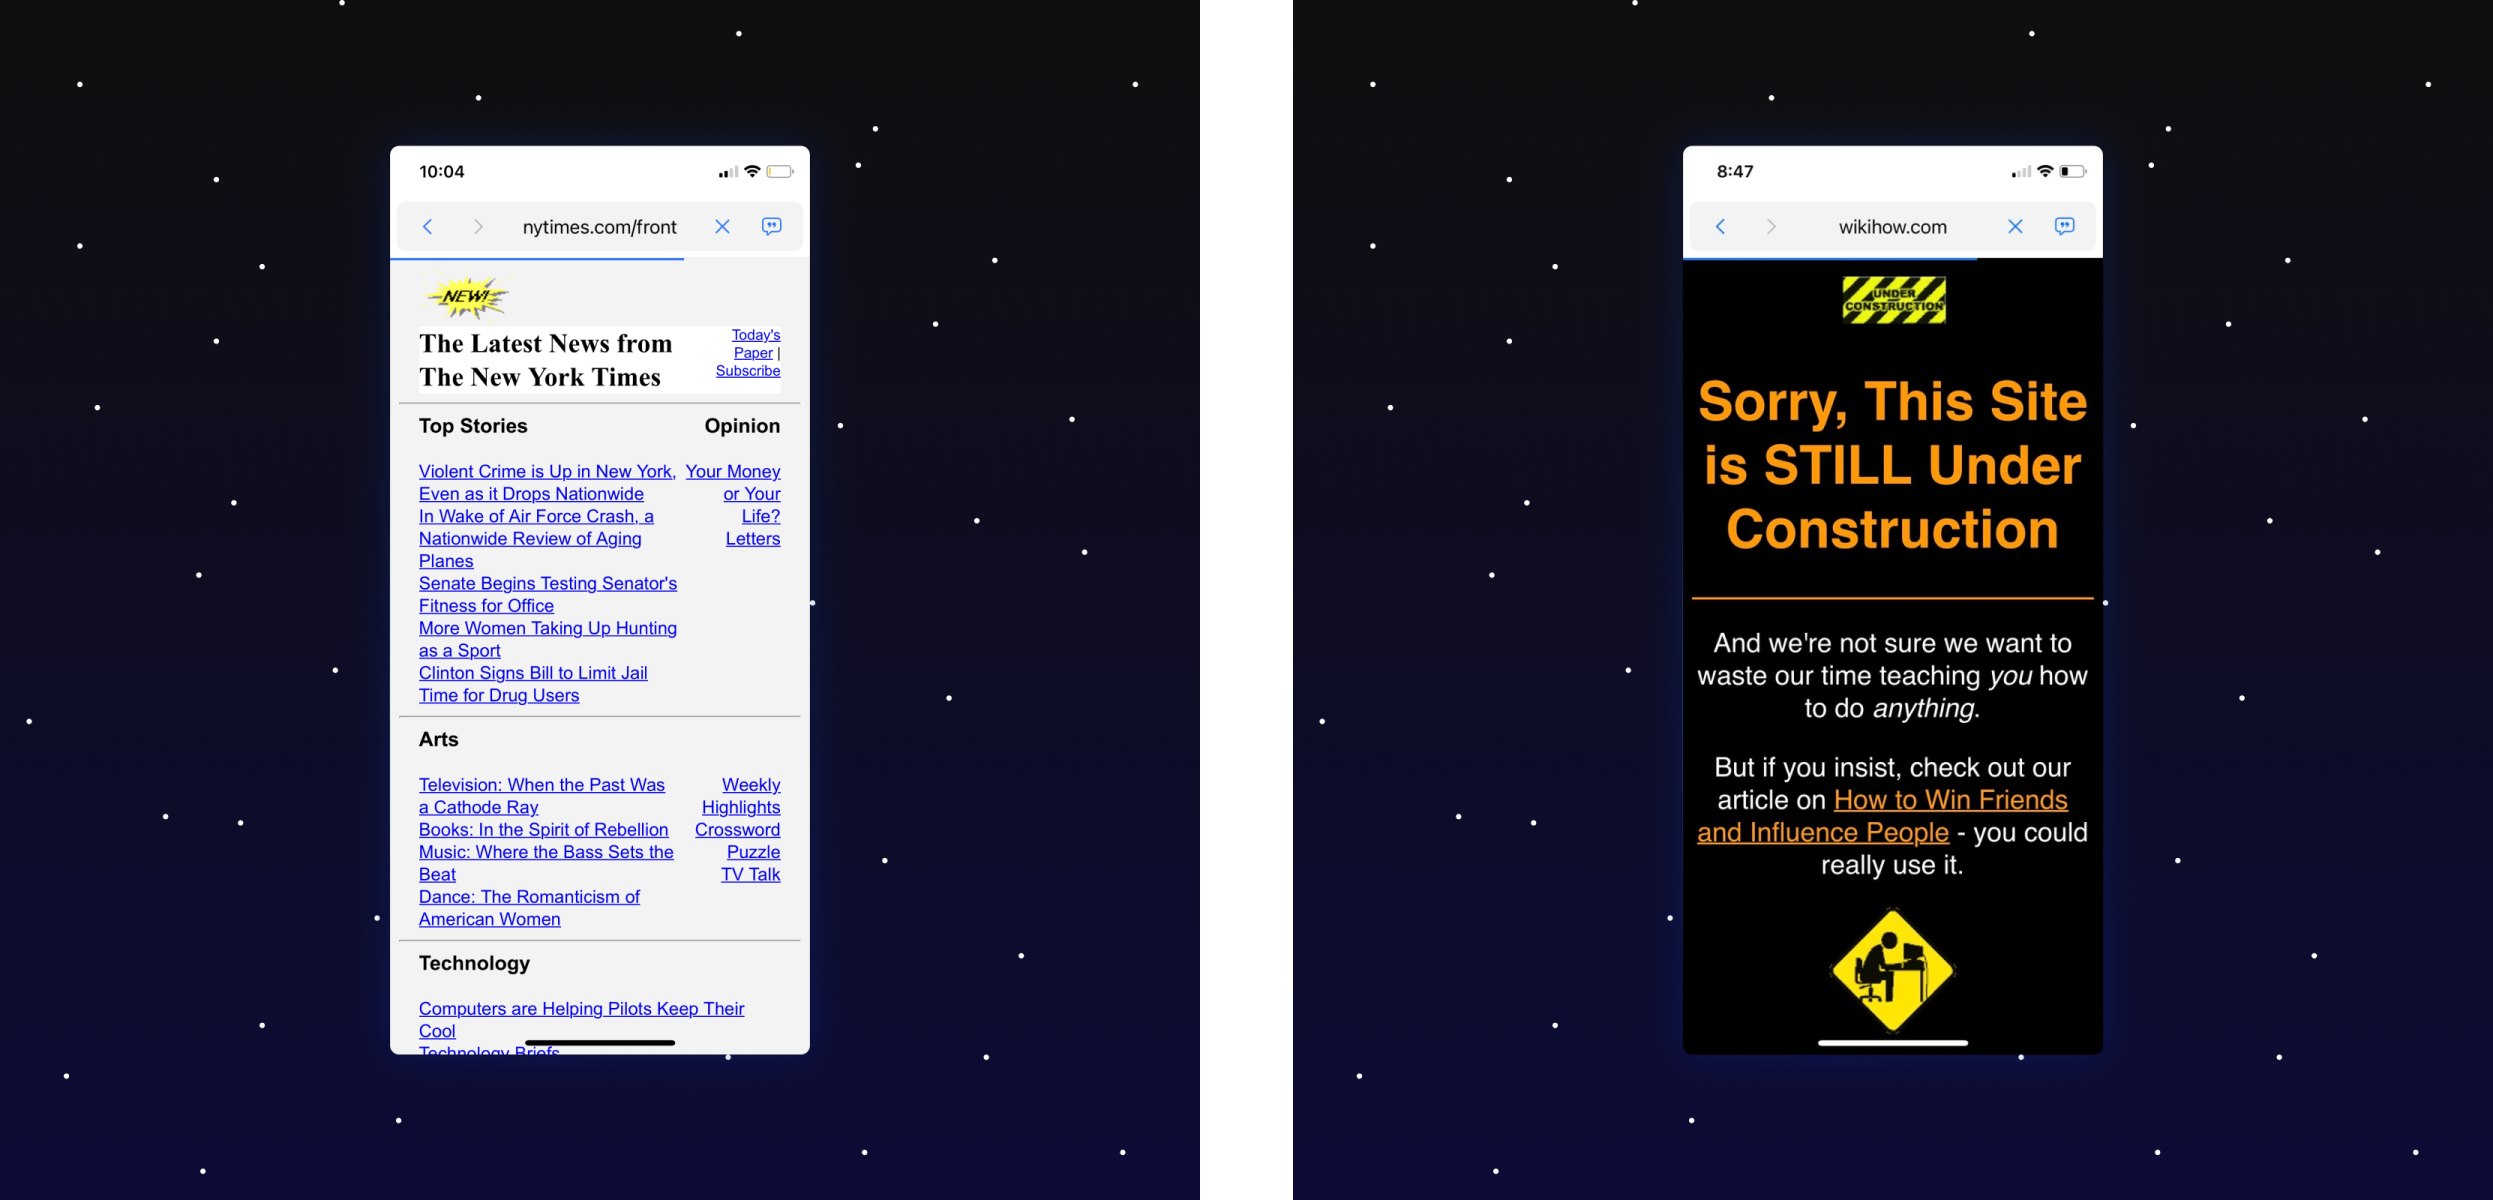 10:04
nytimes.com/front
NEW!
The Latest News from
The New York Times
Today's
Paper |
Subscribe
Top Stories
Violent Crime is Up in New York,
Even as it Drops Nationwide
In Wake of Air Force Crash, a
Nationwide Review of Aging
Planes
Senate Begins Testing Senator's
Fitness for Office
More Women Taking Up Hunting
as a Sport
Clinton Signs Bill to Limit Jail
Time for Drug Users
Opinion
Your Money
or Your
Life?
Letters
Arts
Television: When the Past Was
a Cathode Ray
Books: In the Spirit of Rebellion
Music: Where the Bass Sets the
Beat
Dance: The Romanticism of
American Women
Weekly
Highlights
Crossword
Puzzle
TV Talk
Technology
Computers are Helping Pilots Keep Their
Cool
Technology Briefs
8:47
wikihow.com
UNDER
CONSTRUCTION
Sorry, This Site
is STILL Under
Construction
And we're not sure we want to
waste our time teaching you how
to do anything.
But if you insist, check out our
article on How to Win Friends
and Influence People - you could
really use it.